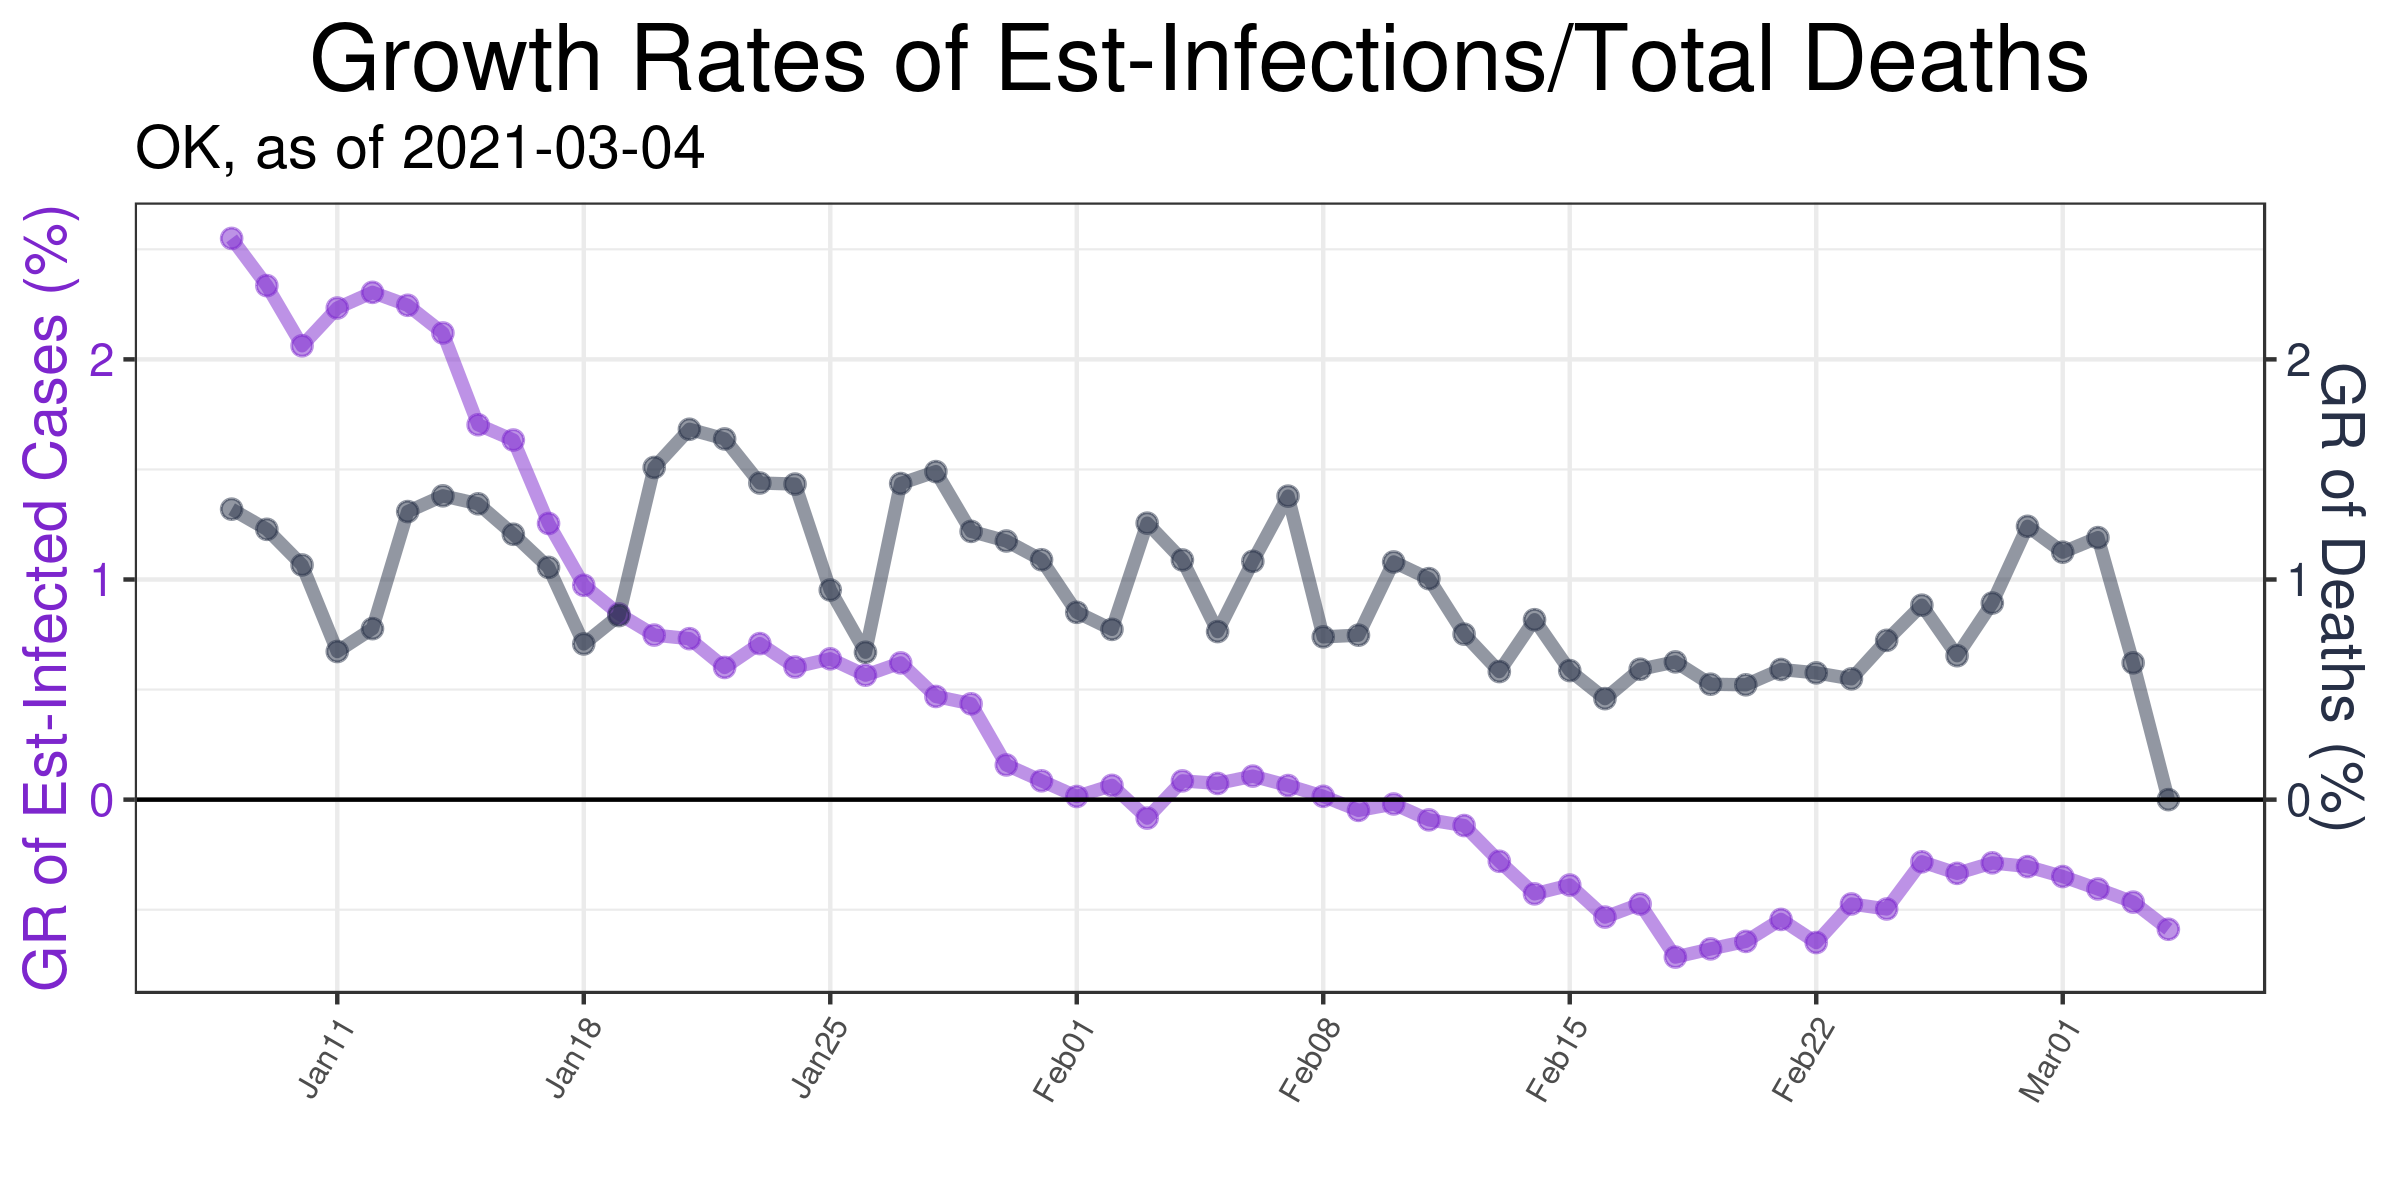 Growth Rates of Est-Infections/Total Deaths
OK, as of 2021-03-04
GR of Est-Infected Cases (%)
2
1
0
2
1
0
GR of Deaths (%)
Jan11
Jan18
Jan25
Feb01
Feb08
Feb15
Feb22
Mar01